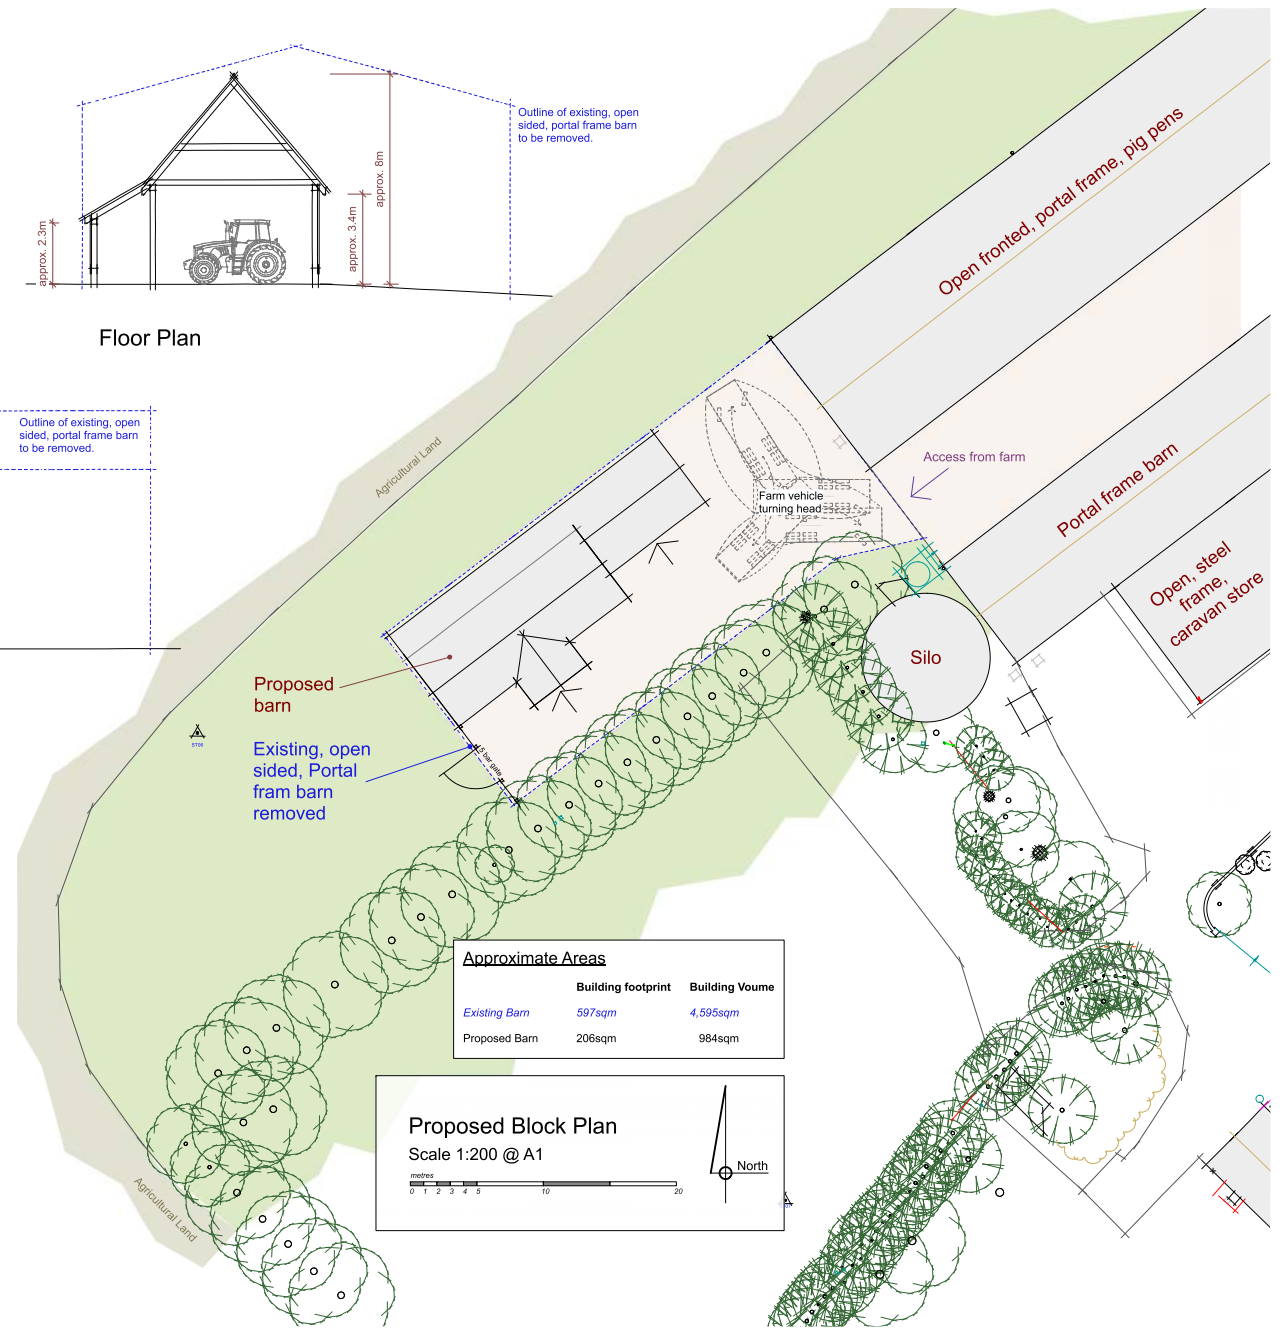 Outline of existing, open
sided, portal frame barn
to be removed.
approx. 8m
approx. 3.4m
approx. 2.3m
Floor Plan
Outline of existing, open
sided, portal frame barn
to be removed.
Agricultural Land
Open fronted, portal frame, pig pens
Access from farm
Farm vehicle
turning head
Portal frame barn
Open, steel
frame,
caravan store
Silo
Proposed
barn
Existing, open
sided, Portal
fram barn
removed
5 bar gate
ST06
Approximate Areas
Building footprint Building Voume
Existing Barn 597sqm 4,595sqm
Proposed Barn 206sqm 984sqm
Proposed Block Plan
Scale 1:200 @ A1
metres
0 1 2 3 4 5 10 20
North
Agricultural Land